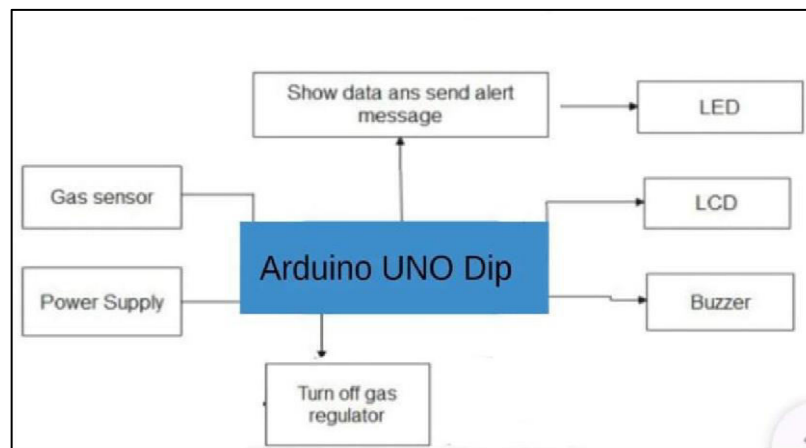 Show data ans send alert
message
LED
Gas sensor
LCD
Arduino UNO Dip
Power Supply
Buzzer
Turn off gas
regulator